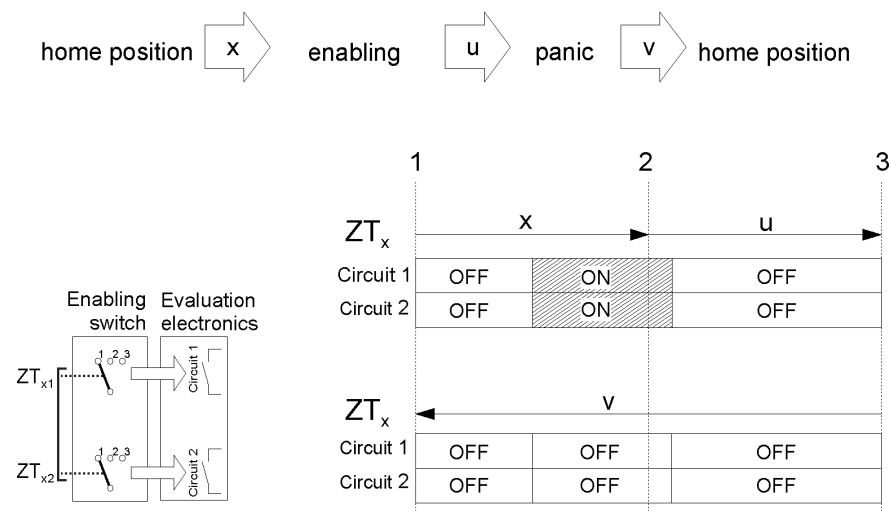 home position x enabling u panic v home position
1 2 3
ZTx x u
Circuit 1 OFF ON OFF
Circuit 2 OFF ON OFF
Enabling switch
Evaluation electronics
1 2 3
ZTx1
Circuit 1
1 2 3
ZTx2
Circuit 2
ZTx v
Circuit 1 OFF OFF OFF
Circuit 2 OFF OFF OFF